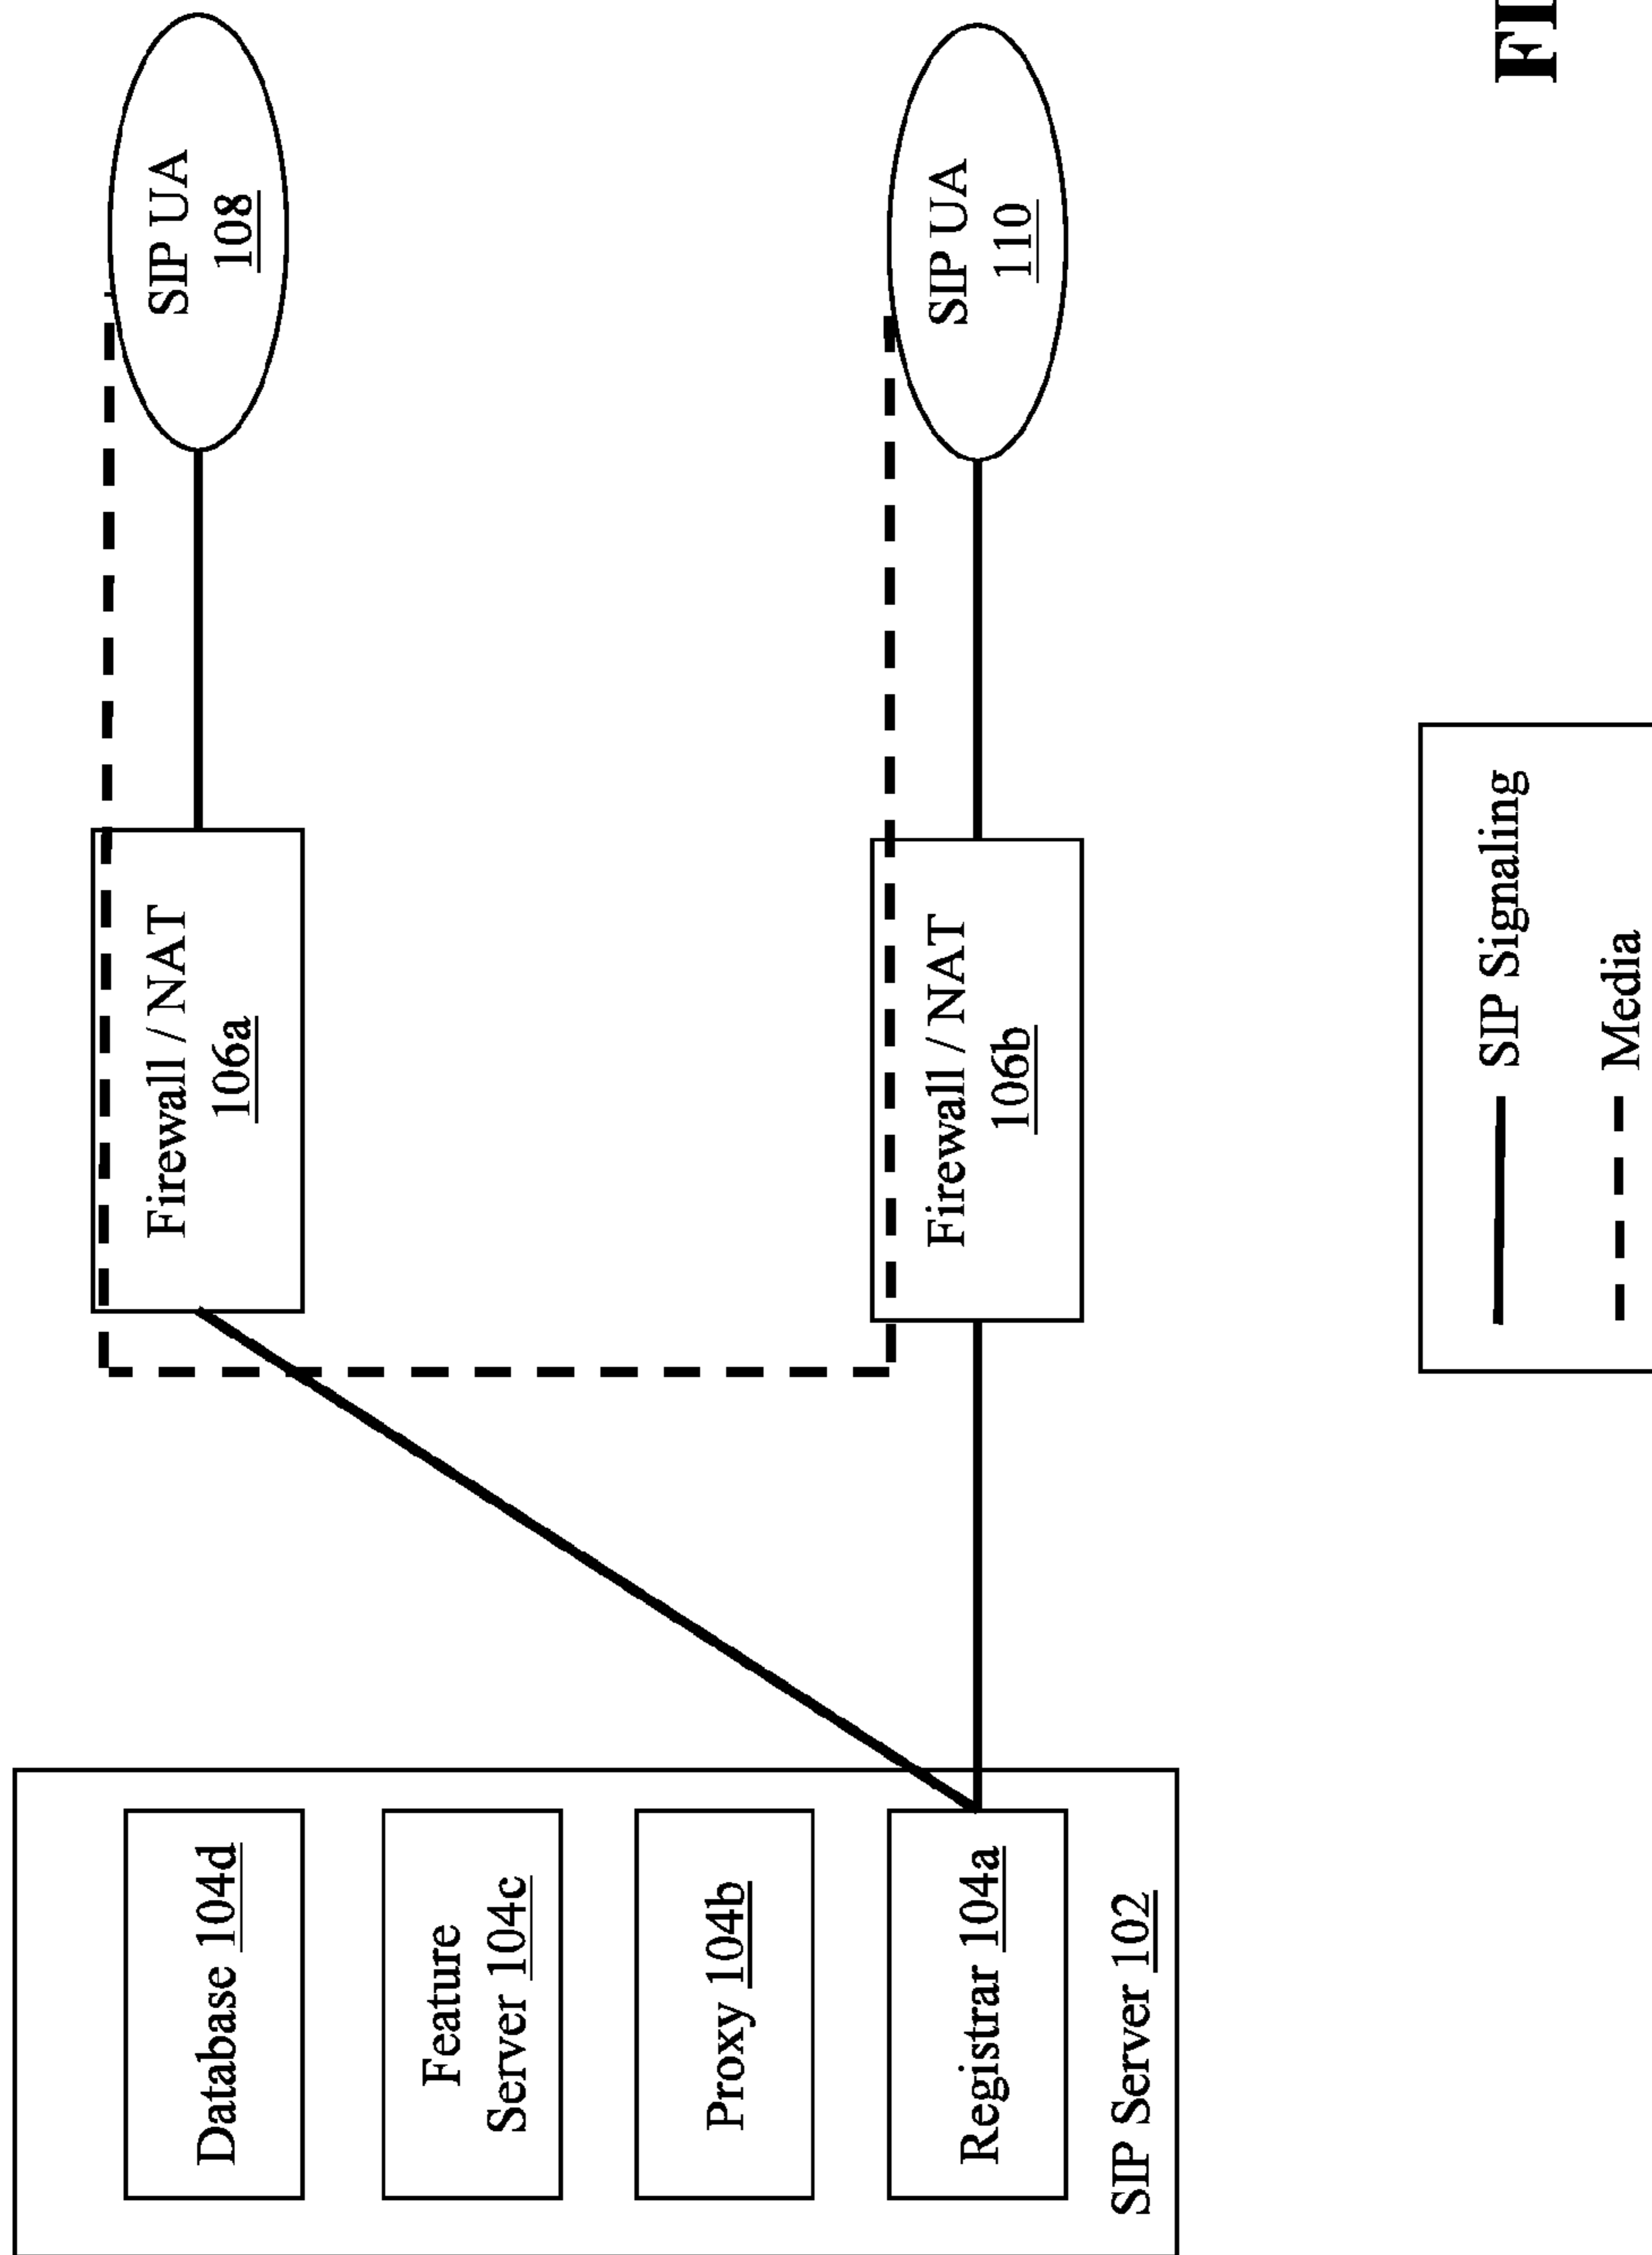 Database 104d
Feature
Server 104c
Proxy 104b
Registrar 104a
SIP Server 102
Firewall / NAT
106a
Firewall / NAT
106b
SIP UA
108
SIP UA
110
SIP Signaling
Media